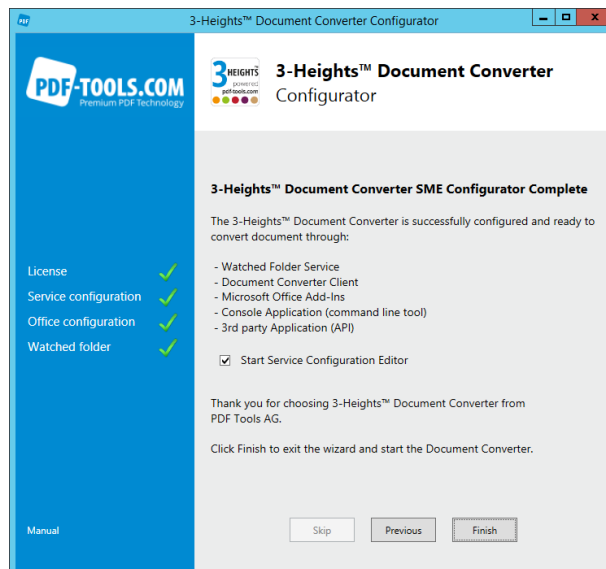 PDF
3-Heights™ Document Converter Configurator
PDF-TOOLS.COM
Premium PDF Technology
3 HEIGHTS
powered
pdf-tools.com
3-Heights™ Document Converter
Configurator
3-Heights™ Document Converter SME Configurator Complete
The 3-Heights™ Document Converter is successfully configured and ready to
convert document through:
- Watched Folder Service
- Document Converter Client
- Microsoft Office Add-Ins
- Console Application (command line tool)
- 3rd party Application (API)
Start Service Configuration Editor
Thank you for choosing 3-Heights™ Document Converter from
PDF Tools AG.
Click Finish to exit the wizard and start the Document Converter.
License
Service configuration
Office configuration
Watched folder
Manual
Skip
Previous
Finish